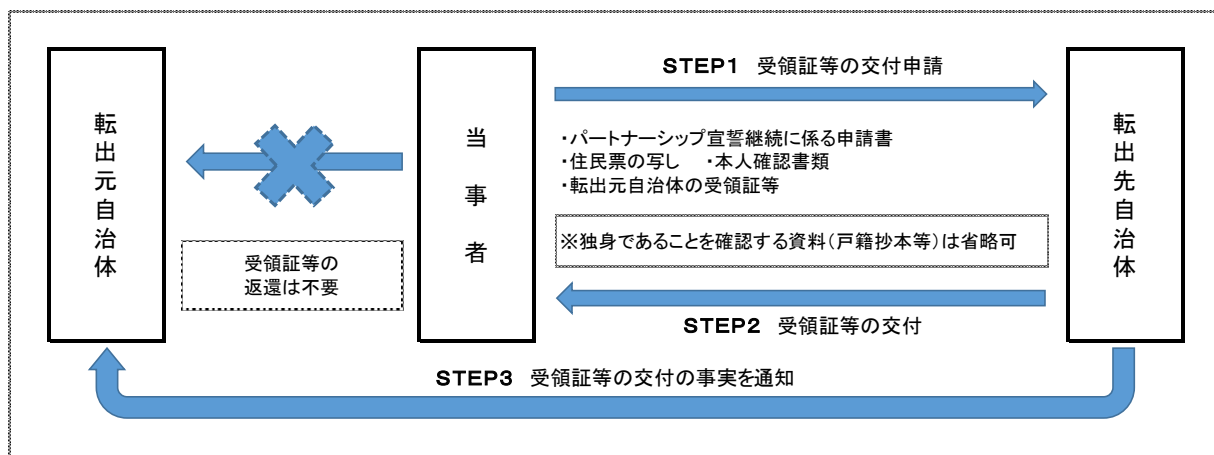 転出元自治体
受領証等の
返還は不要
当事者
STEP1 受領証等の交付申請
・パートナーシップ宣誓継続に係る申請書
・住民票の写し ・本人確認書類
・転出元自治体の受領証等
※独身であることを確認する資料(戸籍抄本等)は省略可
STEP2 受領証等の交付
転出先自治体
STEP3 受領証等の交付の事実を通知